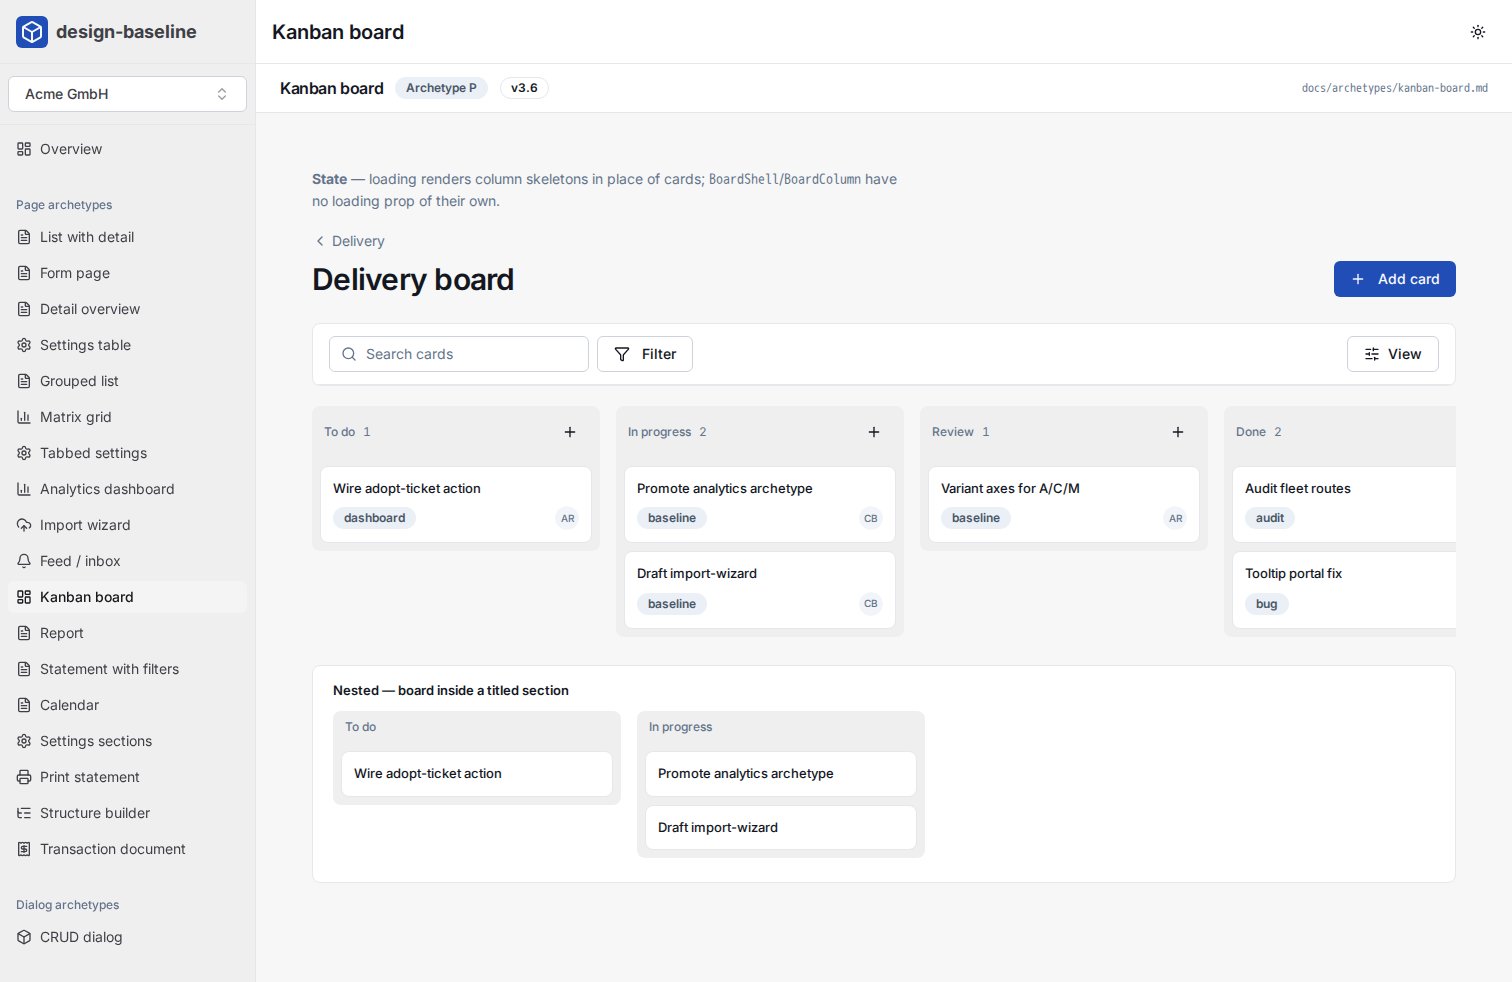 design-baseline
Kanban board
Acme GmbH
Kanban board
Archetype P
v3.6
docs/archetypes/kanban-board.md
Overview
Page archetypes
List with detail
Form page
Detail overview
Settings table
Grouped list
Matrix grid
Tabbed settings
Analytics dashboard
Import wizard
Feed / inbox
Kanban board
Report
Statement with filters
Calendar
Settings sections
Print statement
Structure builder
Transaction document
Dialog archetypes
CRUD dialog
State — loading renders column skeletons in place of cards; BoardShell/BoardColumn have
no loading prop of their own.
Delivery
Delivery board
Add card
Search cards
Filter
View
To do 1
Wire adopt-ticket action
dashboard
AR
In progress 2
Promote analytics archetype
baseline
CB
Draft import-wizard
baseline
CB
Review 1
Variant axes for A/C/M
baseline
AR
Done 2
Audit fleet routes
audit
Tooltip portal fix
bug
Nested — board inside a titled section
To do
Wire adopt-ticket action
In progress
Promote analytics archetype
Draft import-wizard